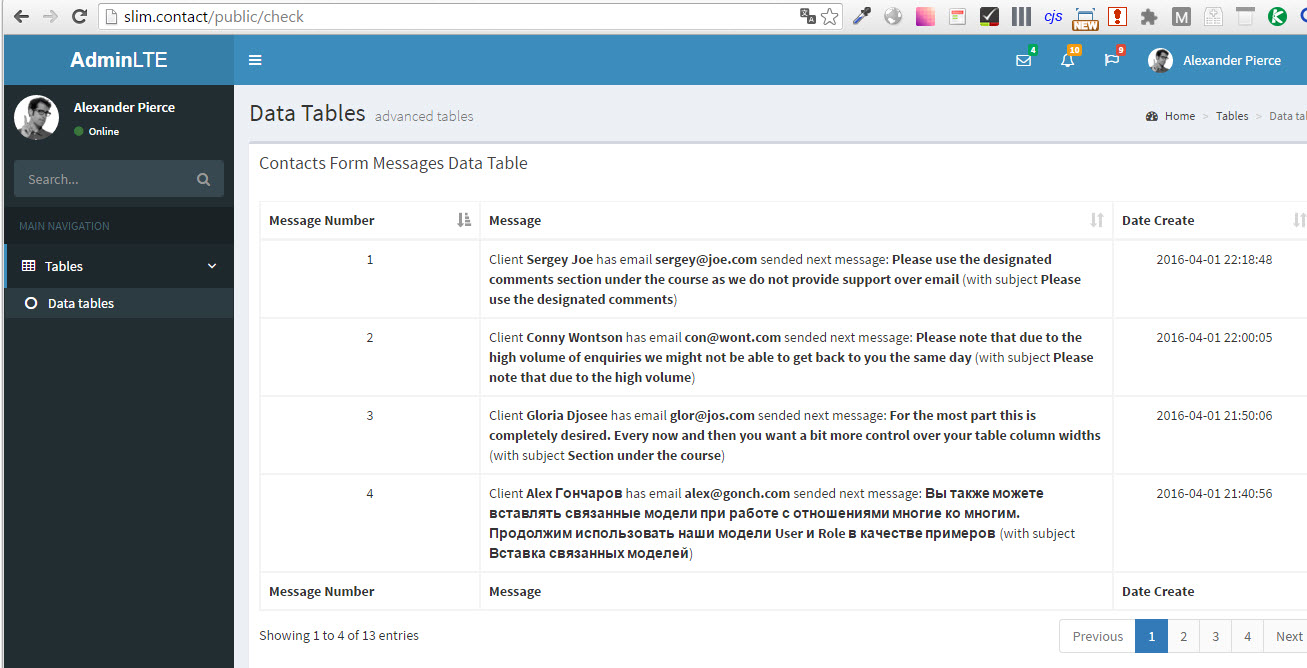 slim.contact/public/check
cjs
NEW
M
K
AdminLTE
4
10
9
Alexander Pierce
Alexander Pierce
Online
Search...
MAIN NAVIGATION
Tables
Data tables
Data Tables advanced tables
Home > Tables > Data ta
Contacts Form Messages Data Table
Message Number Message Date Create
1 Client Sergey Joe has email sergey@joe.com sended next message: Please use the designated 2016-04-01 22:18:48
comments section under the course as we do not provide support over email (with subject Please
use the designated comments)
2 Client Conny Wontson has email con@wont.com sended next message: Please note that due to the 2016-04-01 22:00:05
high volume of enquiries we might not be able to get back to you the same day (with subject Please
note that due to the high volume)
3 Client Gloria Djosee has email glor@jos.com sended next message: For the most part this is 2016-04-01 21:50:06
completely desired. Every now and then you want a bit more control over your table column widths
(with subject Section under the course)
4 Client Alex Гончаров has email alex@gonch.com sended next message: Вы также можете 2016-04-01 21:40:56
вставлять связанные модели при работе с отношениями многие ко многим.
Продолжим использовать наши модели User и Role в качестве примеров (with subject
Вставка связанных моделей)
Message Number Message Date Create
Showing 1 to 4 of 13 entries
Previous 1 2 3 4 Next